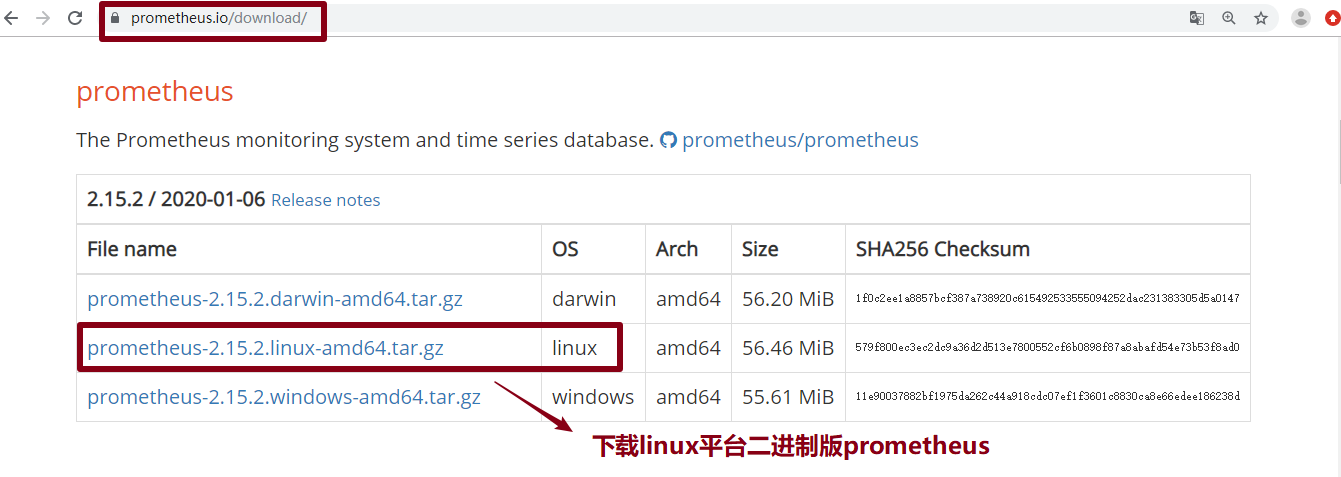 prometheus.io/download/
prometheus
The Prometheus monitoring system and time series database. prometheus/prometheus
2.15.2 / 2020-01-06 Release notes
File name OS Arch Size SHA256 Checksum
prometheus-2.15.2.darwin-amd64.tar.gz darwin amd64 56.20 MiB 1f0c2ee1a8857bcf387a738920c615492533555094252dac231383305d5a0147
prometheus-2.15.2.linux-amd64.tar.gz linux amd64 56.46 MiB 579f800ec3ec2dc9a36d2d513e7800552cf6b0898f87a8abafd54e73b53f8ad0
prometheus-2.15.2.windows-amd64.tar.gz windows amd64 55.61 MiB 11e90037882bf1975da262c44a918cdc07ef1f3601c8830ca8e66edee186238d
下载linux平台二进制版prometheus